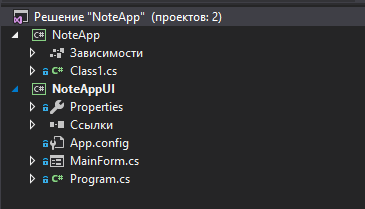 Решение "NoteApp" (проектов: 2)
C# NoteApp
Зависимости
C# Class1.cs
C# NoteAppUI
Properties
Ссылки
App.config
MainForm.cs
C# Program.cs